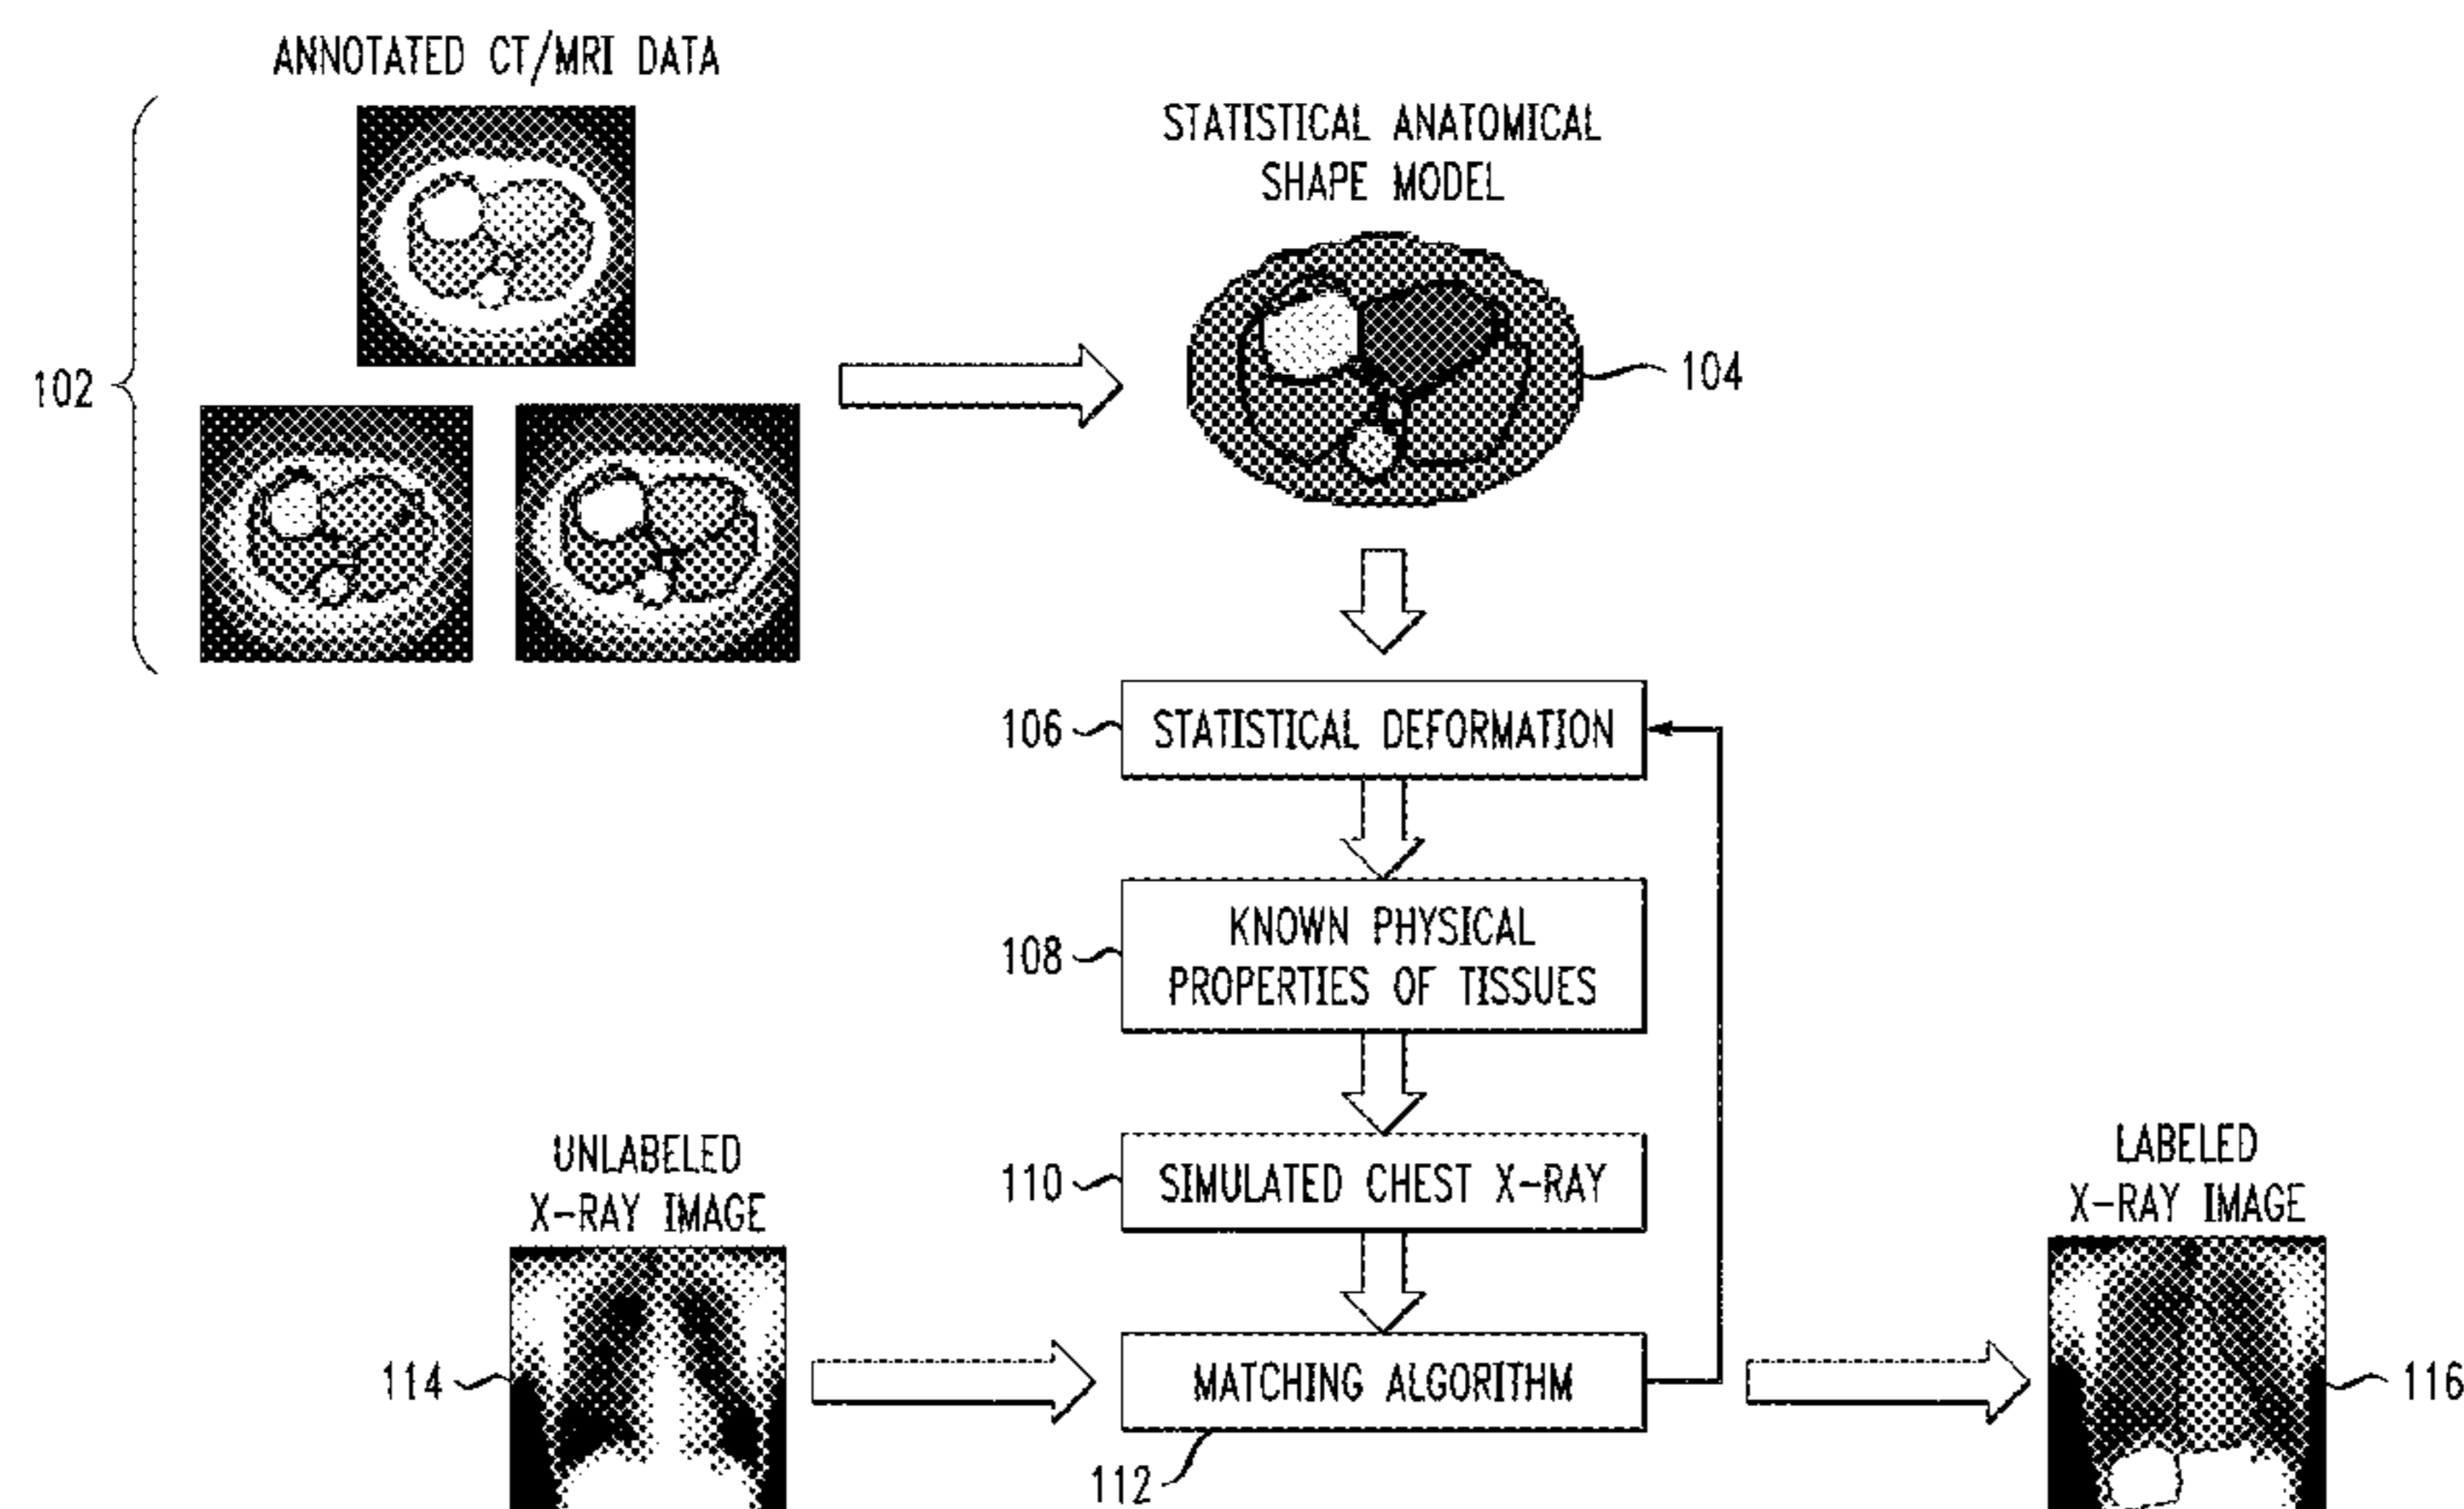 ANNOTATED CT/MRI DATA
102
STATISTICAL ANATOMICAL
SHAPE MODEL
104
106
STATISTICAL DEFORMATION
108
KNOWN PHYSICAL
PROPERTIES OF TISSUES
110
SIMULATED CHEST X-RAY
UNLABELED
X-RAY IMAGE
114
MATCHING ALGORITHM
112
LABELED
X-RAY IMAGE
116